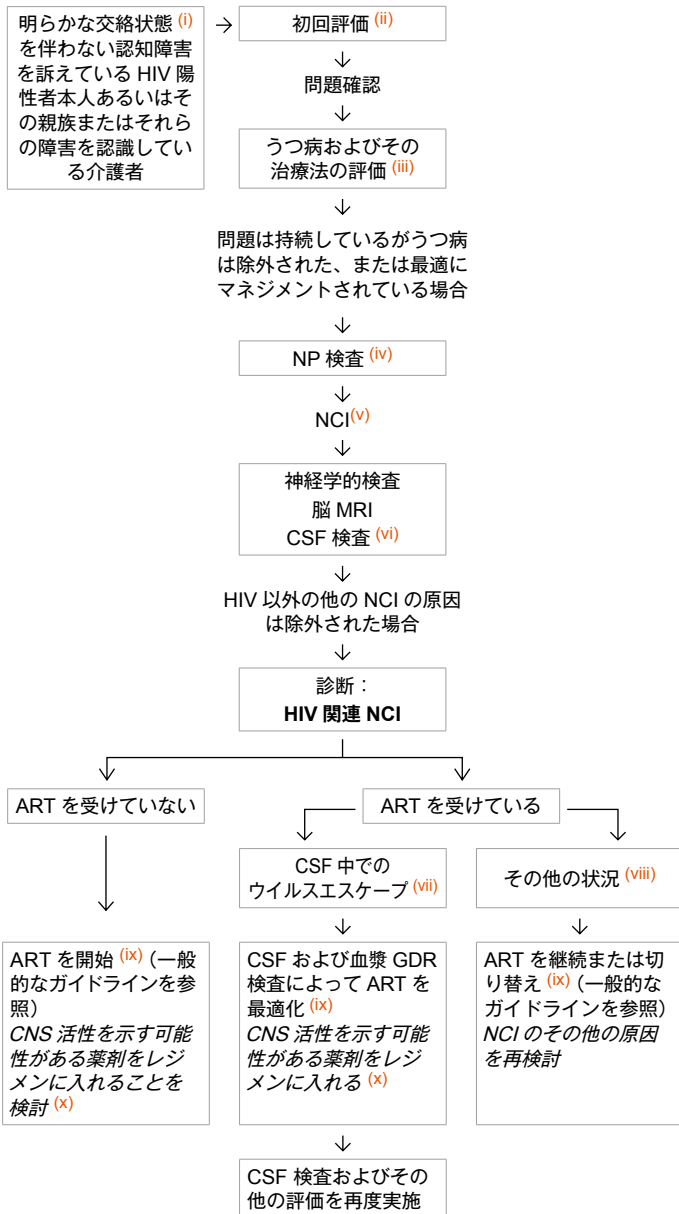 明らかな交絡状態 (i)
を伴わない認知障害
を訴えている HIV 陽
性者本人あるいはそ
の親族またはそれら
の障害を認識してい
る介護者
初回評価 (ii)
問題確認
うつ病およびその
治療法の評価 (iii)
問題は持続しているがうつ病
は除外された、または最適に
マネジメントされている場合
NP 検査 (iv)
NCI(v)
神経学的検査
脳 MRI
CSF 検査 (vi)
HIV 以外の他の NCI の原因
は除外された場合
診断：
HIV 関連 NCI
ART を受けていない
ART を受けている
CSF 中での
ウイルスエスケープ (vii)
その他の状況 (viii)
ART を開始 (ix)（一般
的なガイドラインを参
照）
CNS 活性を示す可能
性がある薬剤をレジ
メンに入れることを
検討 (x)
CSF および血漿 GDR
検査によって ART を
最適化 (ix)
CNS 活性を示す可能
性がある薬剤をレジ
メンに入れる (x)
ART を継続または切
り替え (ix)（一般的な
ガイドラインを参照）
NCI のその他の原因
を再検討
CSF 検査およびその
他の評価を再度実施